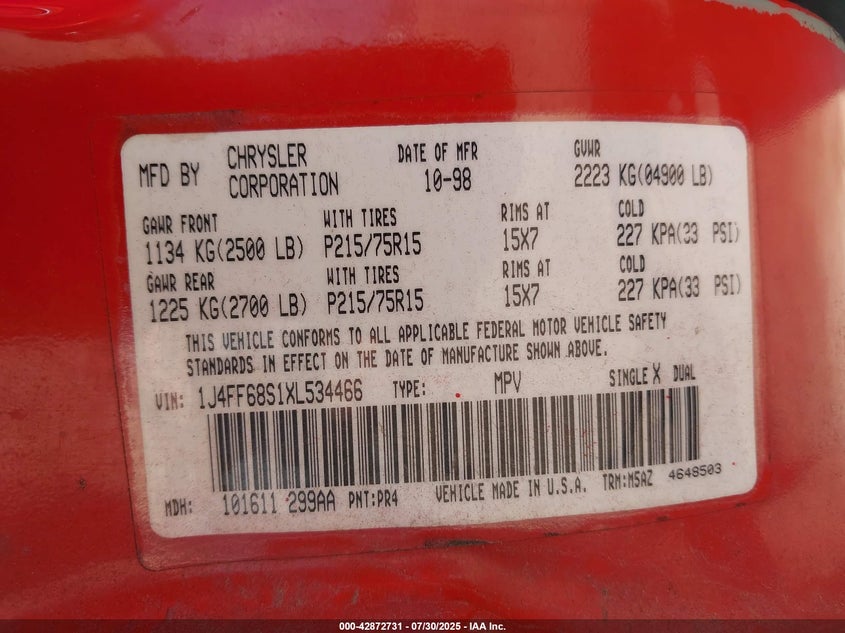 MFD BY CHRYSLER CORPORATION DATE OF MFR 10-98 GVWR 2223 KG(04900 LB)
GAWR FRONT WITH TIRES RIMS AT COLD
1134 KG(2500 LB) P215/75R15 15X7 227 KPA(33 PSI)
GAWR REAR WITH TIRES RIMS AT COLD
1225 KG(2700 LB) P215/75R15 15X7 227 KPA(33 PSI)
THIS VEHICLE CONFORMS TO ALL APPLICABLE FEDERAL MOTOR VEHICLE SAFETY
STANDARDS IN EFFECT ON THE DATE OF MANUFACTURE SHOWN ABOVE.
VIN: 1J4FF68S1XL534466 TYPE: MPV SINGLE X DUAL
MDH: 101611 299AA PNT:PR4 VEHICLE MADE IN U.S.A. TRM:M5AZ 4648503
000-42872731 - 07/30/2025 - IAA Inc.